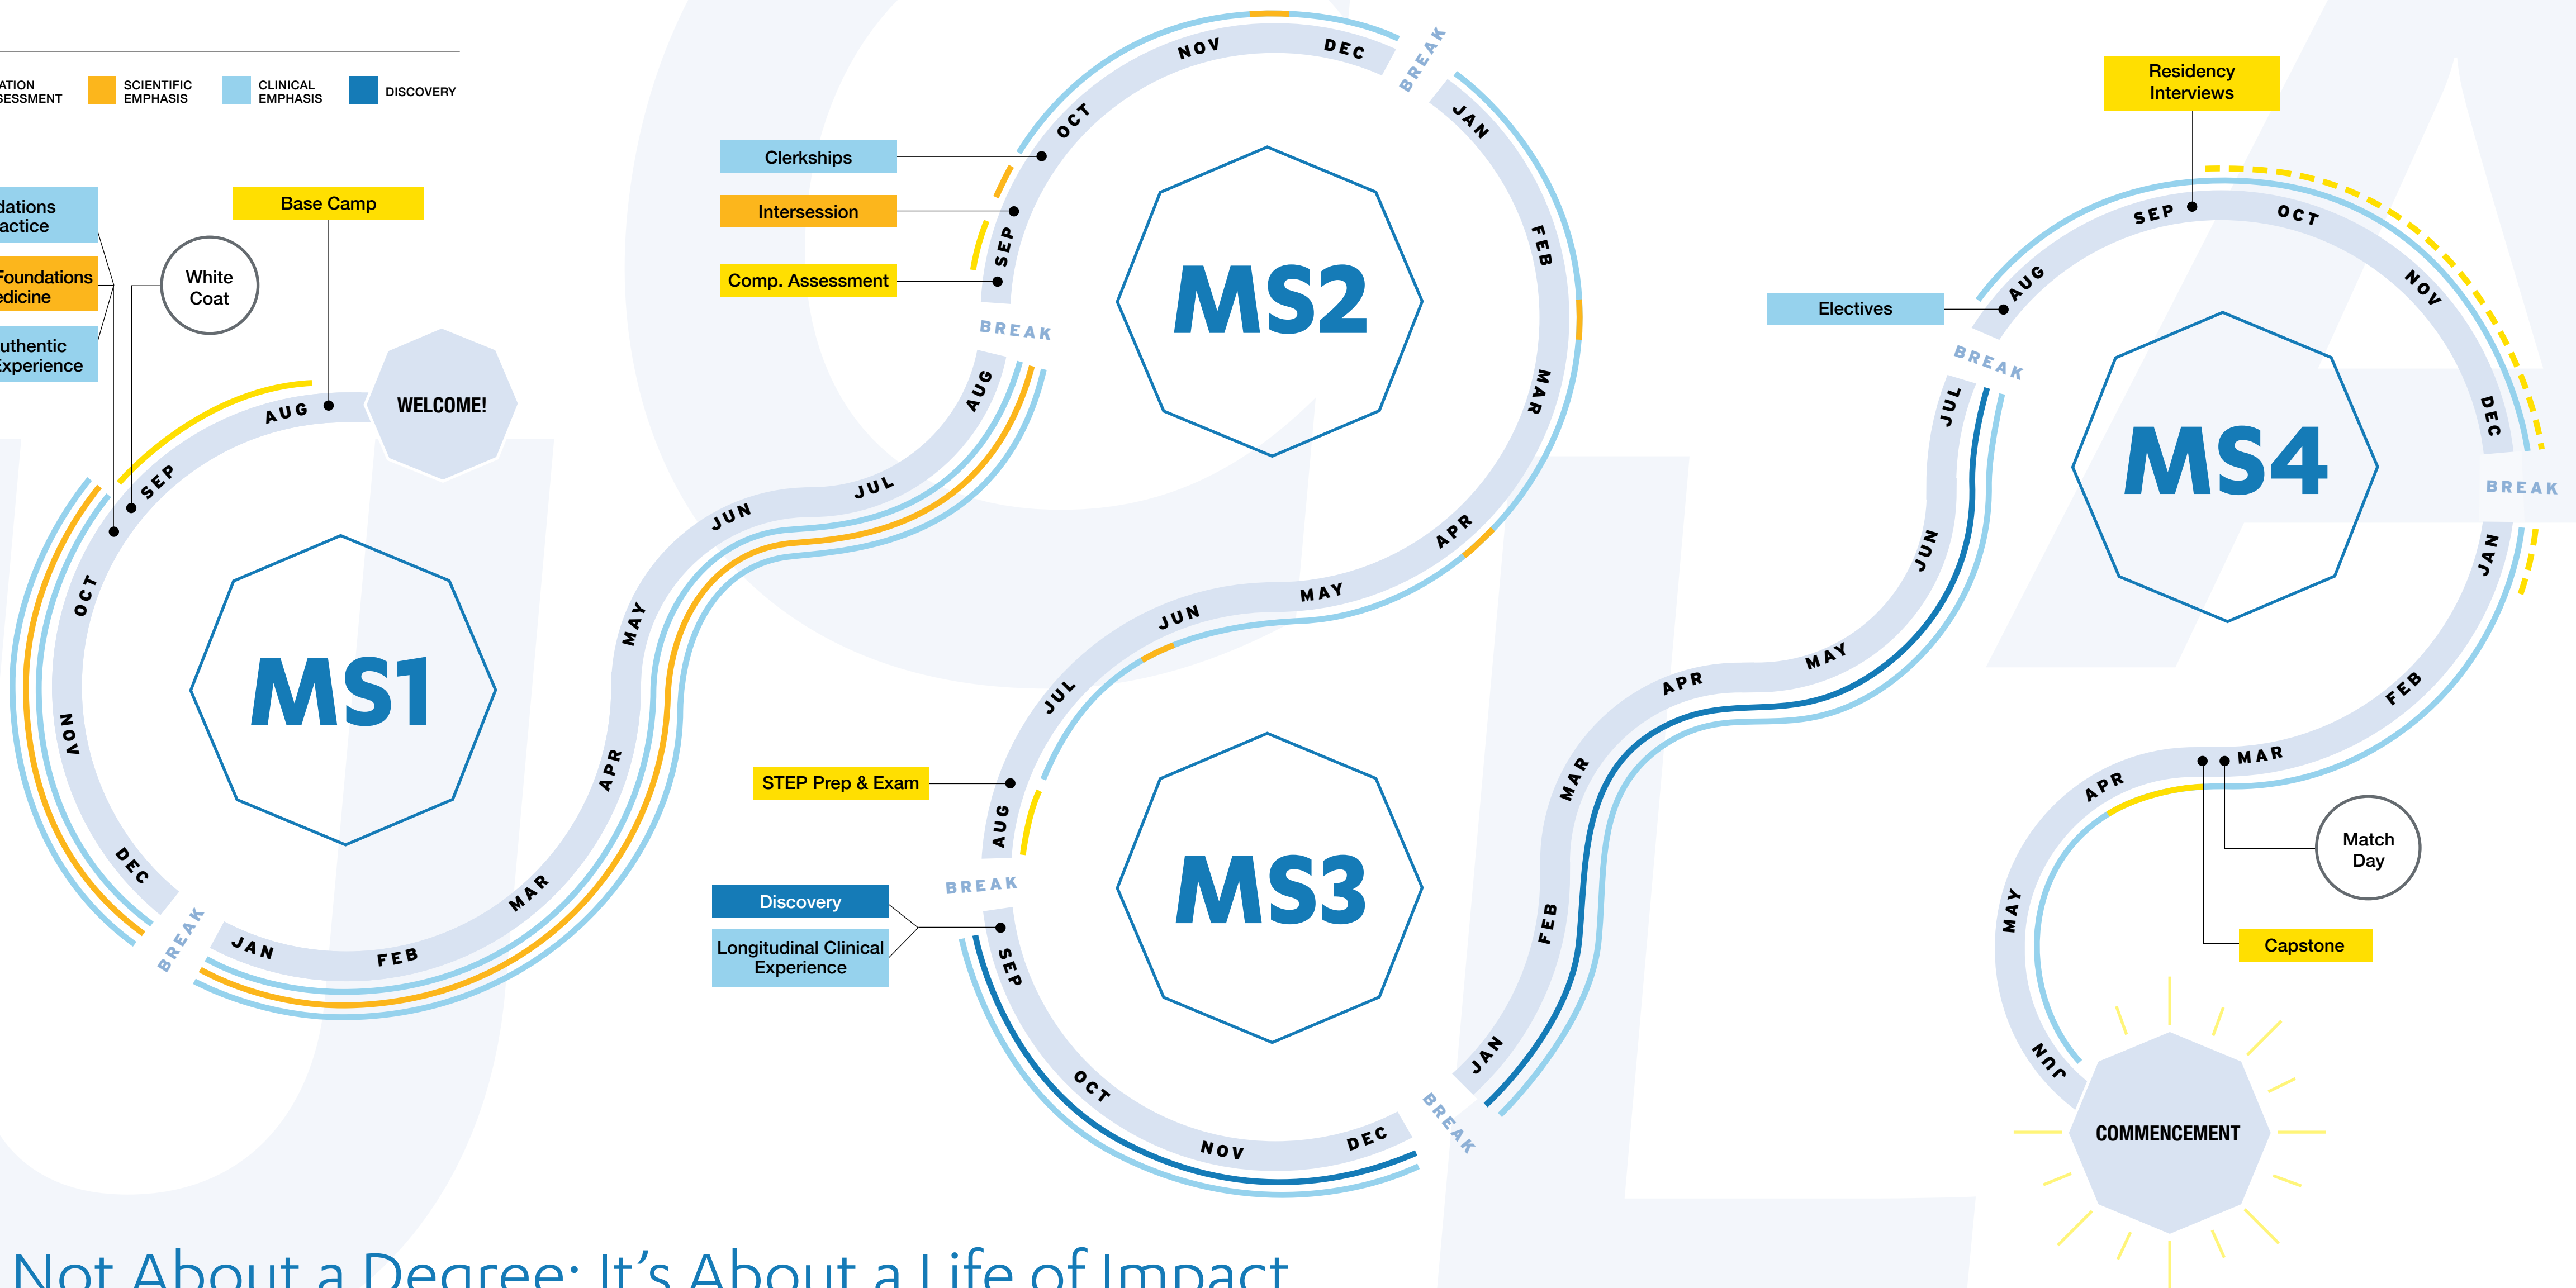 ATION
SESSMENT
SCIENTIFIC
EMPHASIS
CLINICAL
EMPHASIS
DISCOVERY
dations
actice
Foundations
edicine
uthentic
Experience
White
Coat
Base Camp
WELCOME!
AUG
SEP
OCT
NOV
DEC
BREAK
JAN
FEB
MAR
APR
MAY
JUN
JUL
AUG
BREAK
MS1
Clerkships
Intersession
Comp. Assessment
SEP
OCT
NOV
DEC
BREAK
JAN
FEB
MAR
APR
MAY
JUN
JUL
AUG
BREAK
MS2
STEP Prep & Exam
Discovery
Longitudinal Clinical
Experience
SEP
OCT
NOV
DEC
BREAK
JAN
FEB
MAR
APR
MAY
JUN
JUL
BREAK
MS3
Residency
Interviews
Electives
AUG
SEP
OCT
NOV
DEC
BREAK
JAN
FEB
MAR
APR
MAY
JUN
MS4
Match
Day
Capstone
COMMENCEMENT
Not About a Degree: It's About a Life of Impact